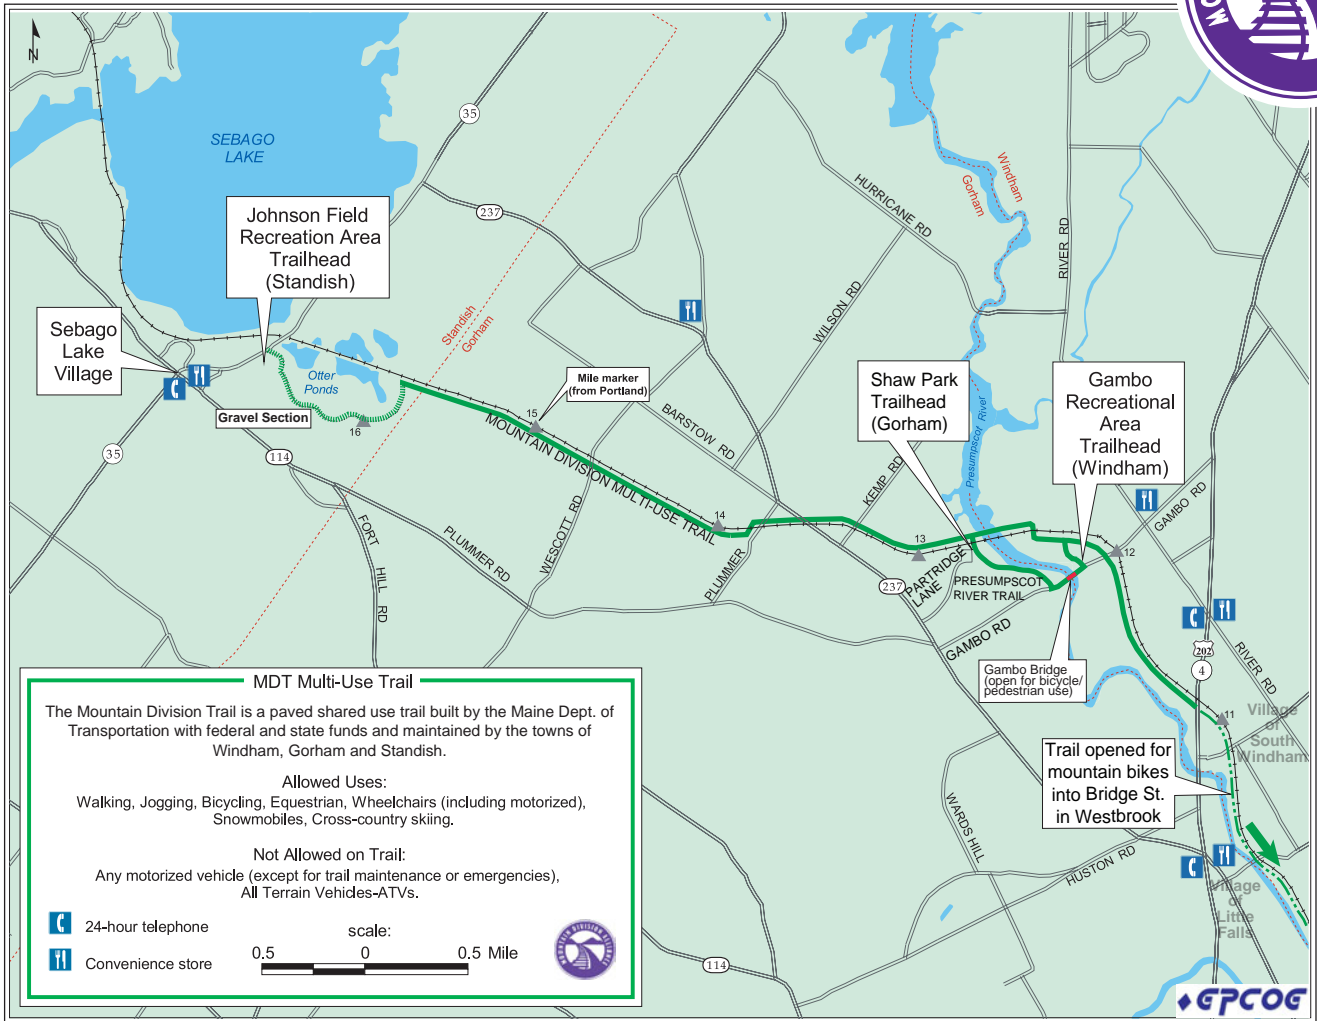 MO
N
SEBAGO
LAKE
35
237
Windham
Gorham
HURRICANE RD
RIVER RD
Johnson Field
Recreation Area
Trailhead
(Standish)
Standish
Gorham
WILSON RD
Sebago
Lake
Village
Otter
Ponds
Gravel Section
16
Mile marker
(from Portland)
15
BARSTOW RD
Shaw Park
Trailhead
(Gorham)
Presumpscot River
Gambo
Recreational
Area
Trailhead
(Windham)
35
114
MOUNTAIN DIVISION MULTI-USE TRAIL
KEMP RD
GAMBO RD
FORT
HILL RD
PLUMMER RD
WESCOTT RD
14
PLUMMER
13
12
237
PARTRIDGE
LANE
PRESUMPSCOT
RIVER TRAIL
GAMBO RD
Gambo Bridge
(open for bicycle/
pedestrian use)
202
4
RIVER RD
11
Village
of
South
Windham
Trail opened for
mountain bikes
into Bridge St.
in Westbrook
WARDS HILL
HUSTON RD
Village
of
Little
Falls
114
MDT Multi-Use Trail
The Mountain Division Trail is a paved shared use trail built by the Maine Dept. of
Transportation with federal and state funds and maintained by the towns of
Windham, Gorham and Standish.
Allowed Uses:
Walking, Jogging, Bicycling, Equestrian, Wheelchairs (including motorized),
Snowmobiles, Cross-country skiing.
Not Allowed on Trail:
Any motorized vehicle (except for trail maintenance or emergencies),
All Terrain Vehicles-ATVs.
24-hour telephone
Convenience store
scale:
0.5 0 0.5 Mile
MOUNTAIN DIVISION ALLIANCE
GPCOG